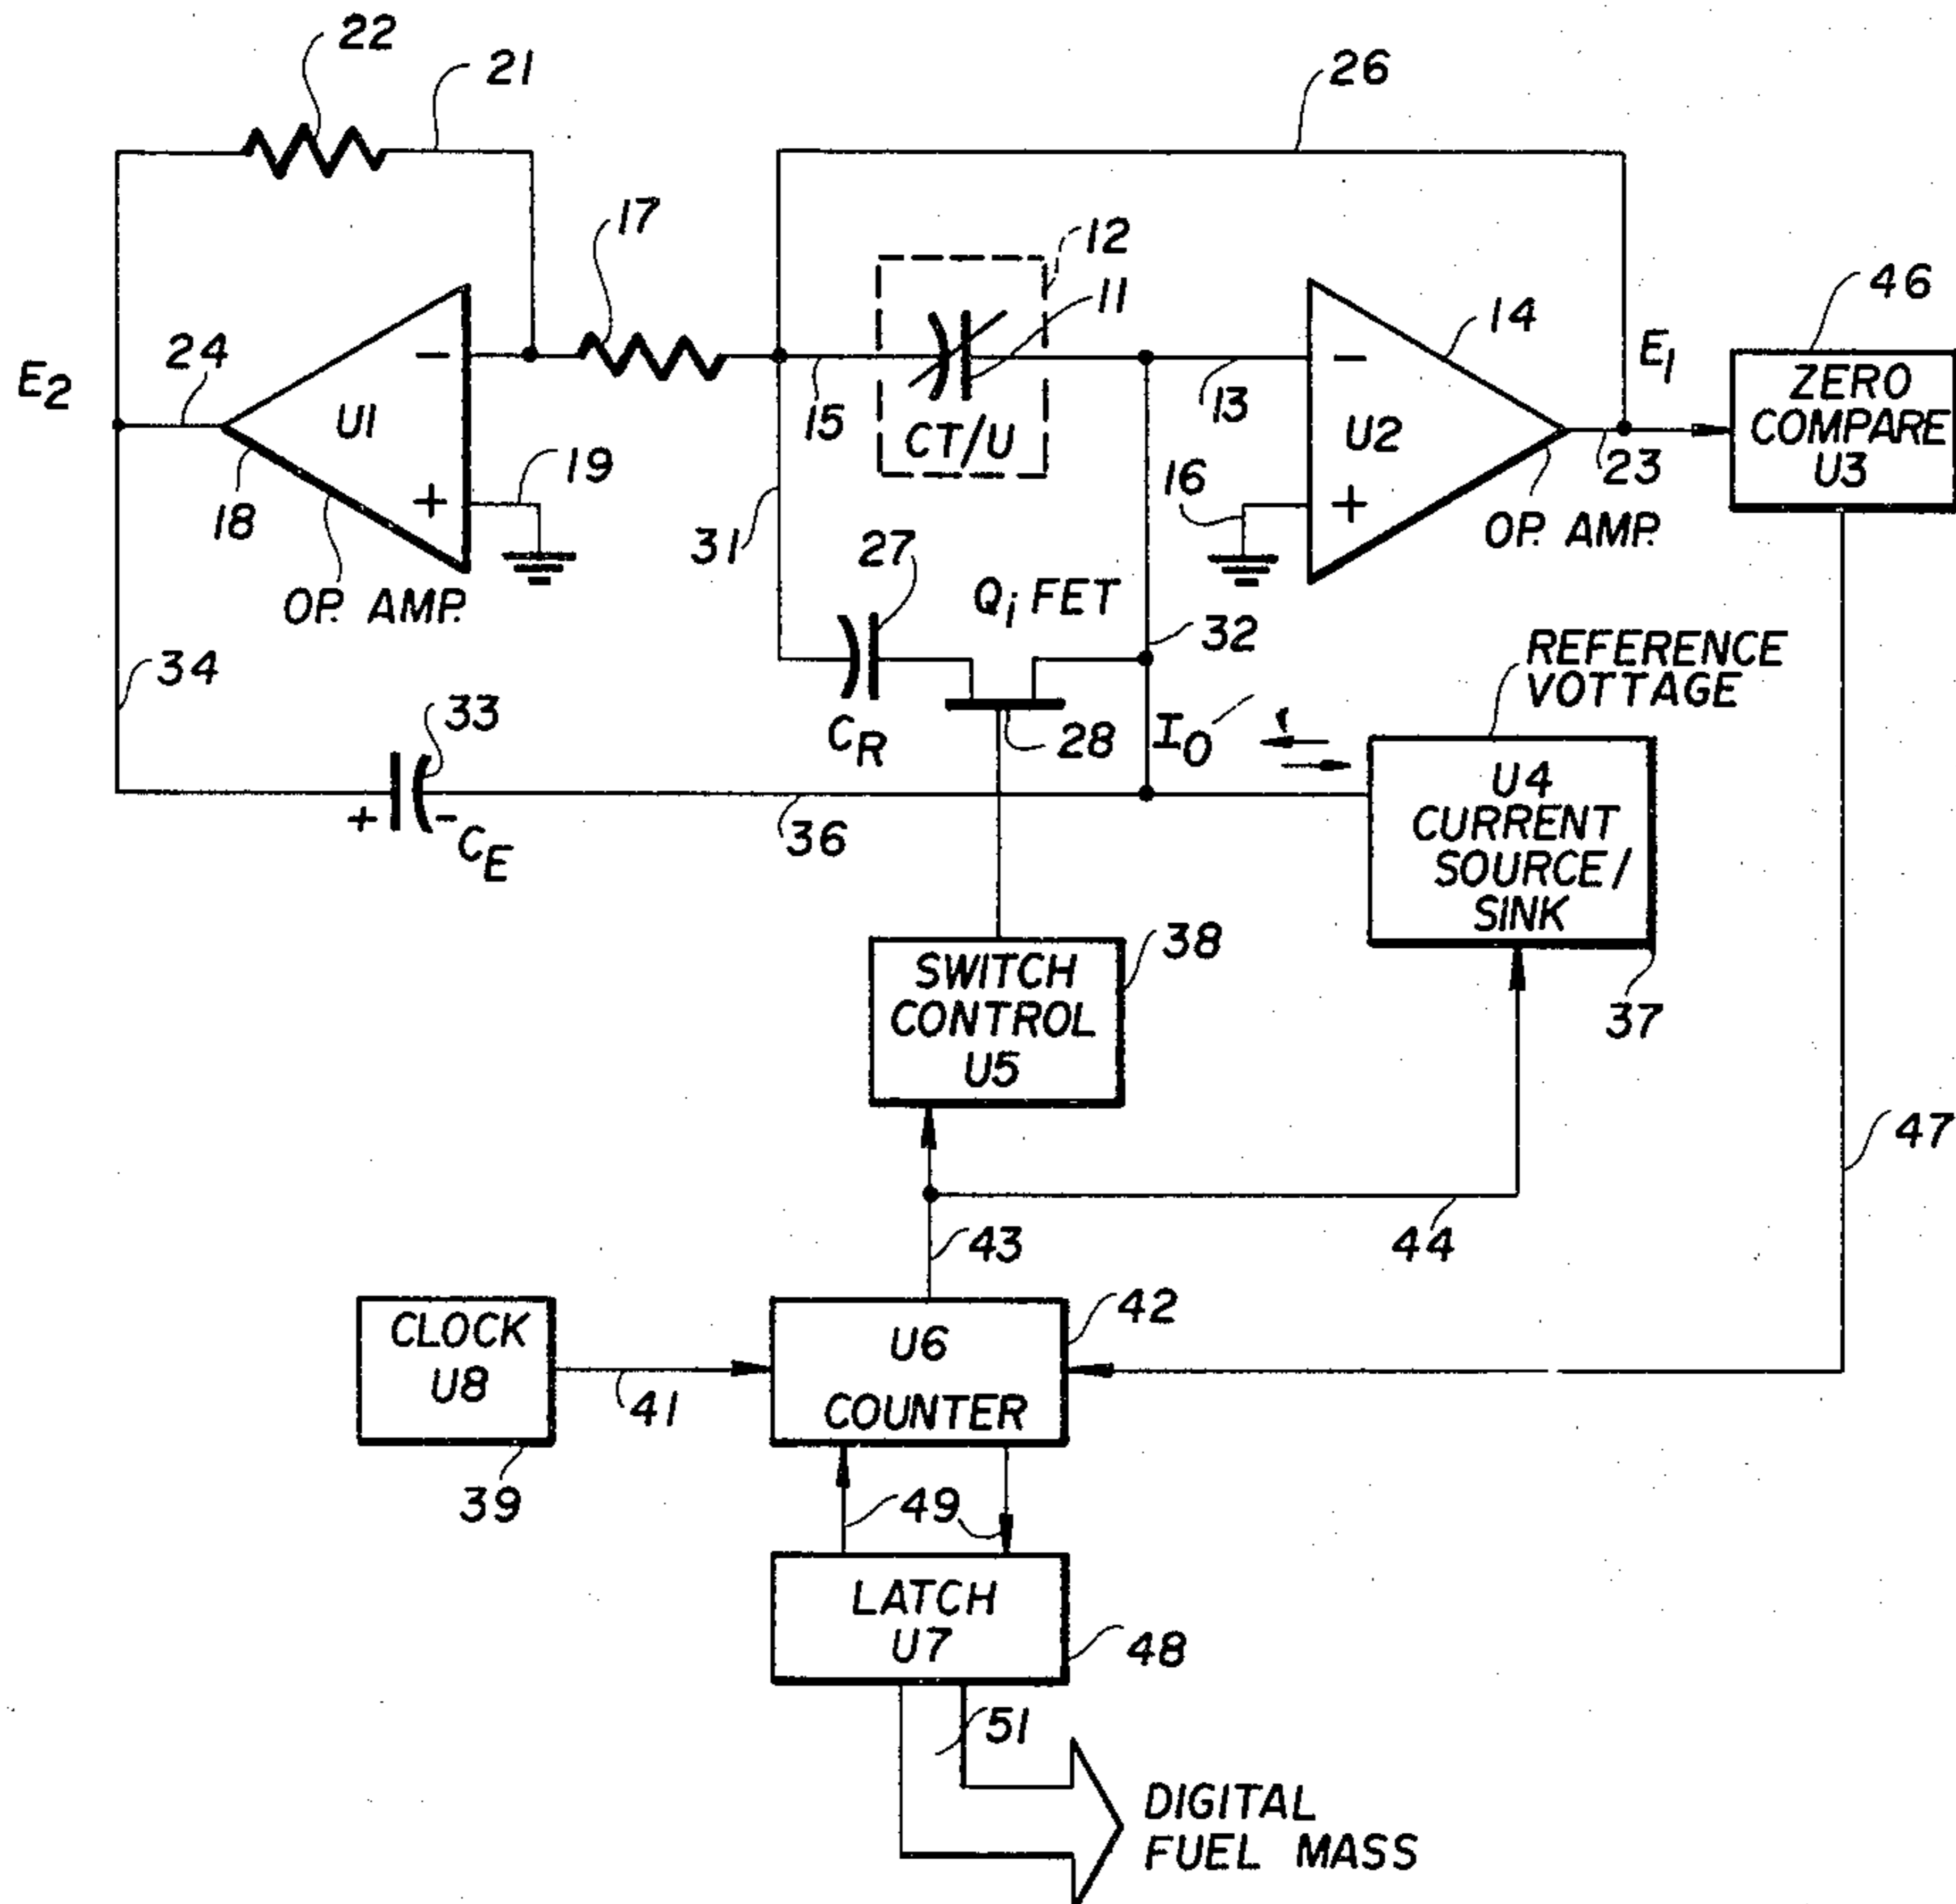 22
21
26
17
12
11
14
46
E2
24
U1
-
+
18
19
OP. AMP.
15
CT/U
13
-
U2
+
16
E1
23
OP. AMP.
ZERO
COMPARE
U3
31
27
Qi FET
32
34
33
CR
28
IO
REFERENCE
VOTTAGE
+
-
CE
36
U4
CURRENT
SOURCE/
SINK
37
SWITCH
CONTROL
U5
38
47
43
44
CLOCK
U8
39
41
U6
COUNTER
42
49
LATCH
U7
48
51
DIGITAL
FUEL MASS